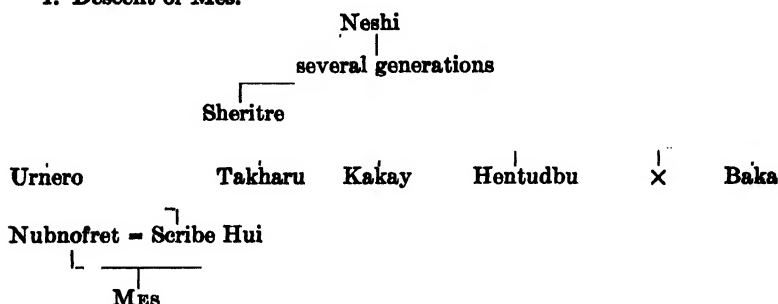 1. Descent of Mes.
Neshi
several generations
Sheritre
Urnero Takharu Kakay Hentudbu × Baka
Nubnofret = Scribe Hui
MES